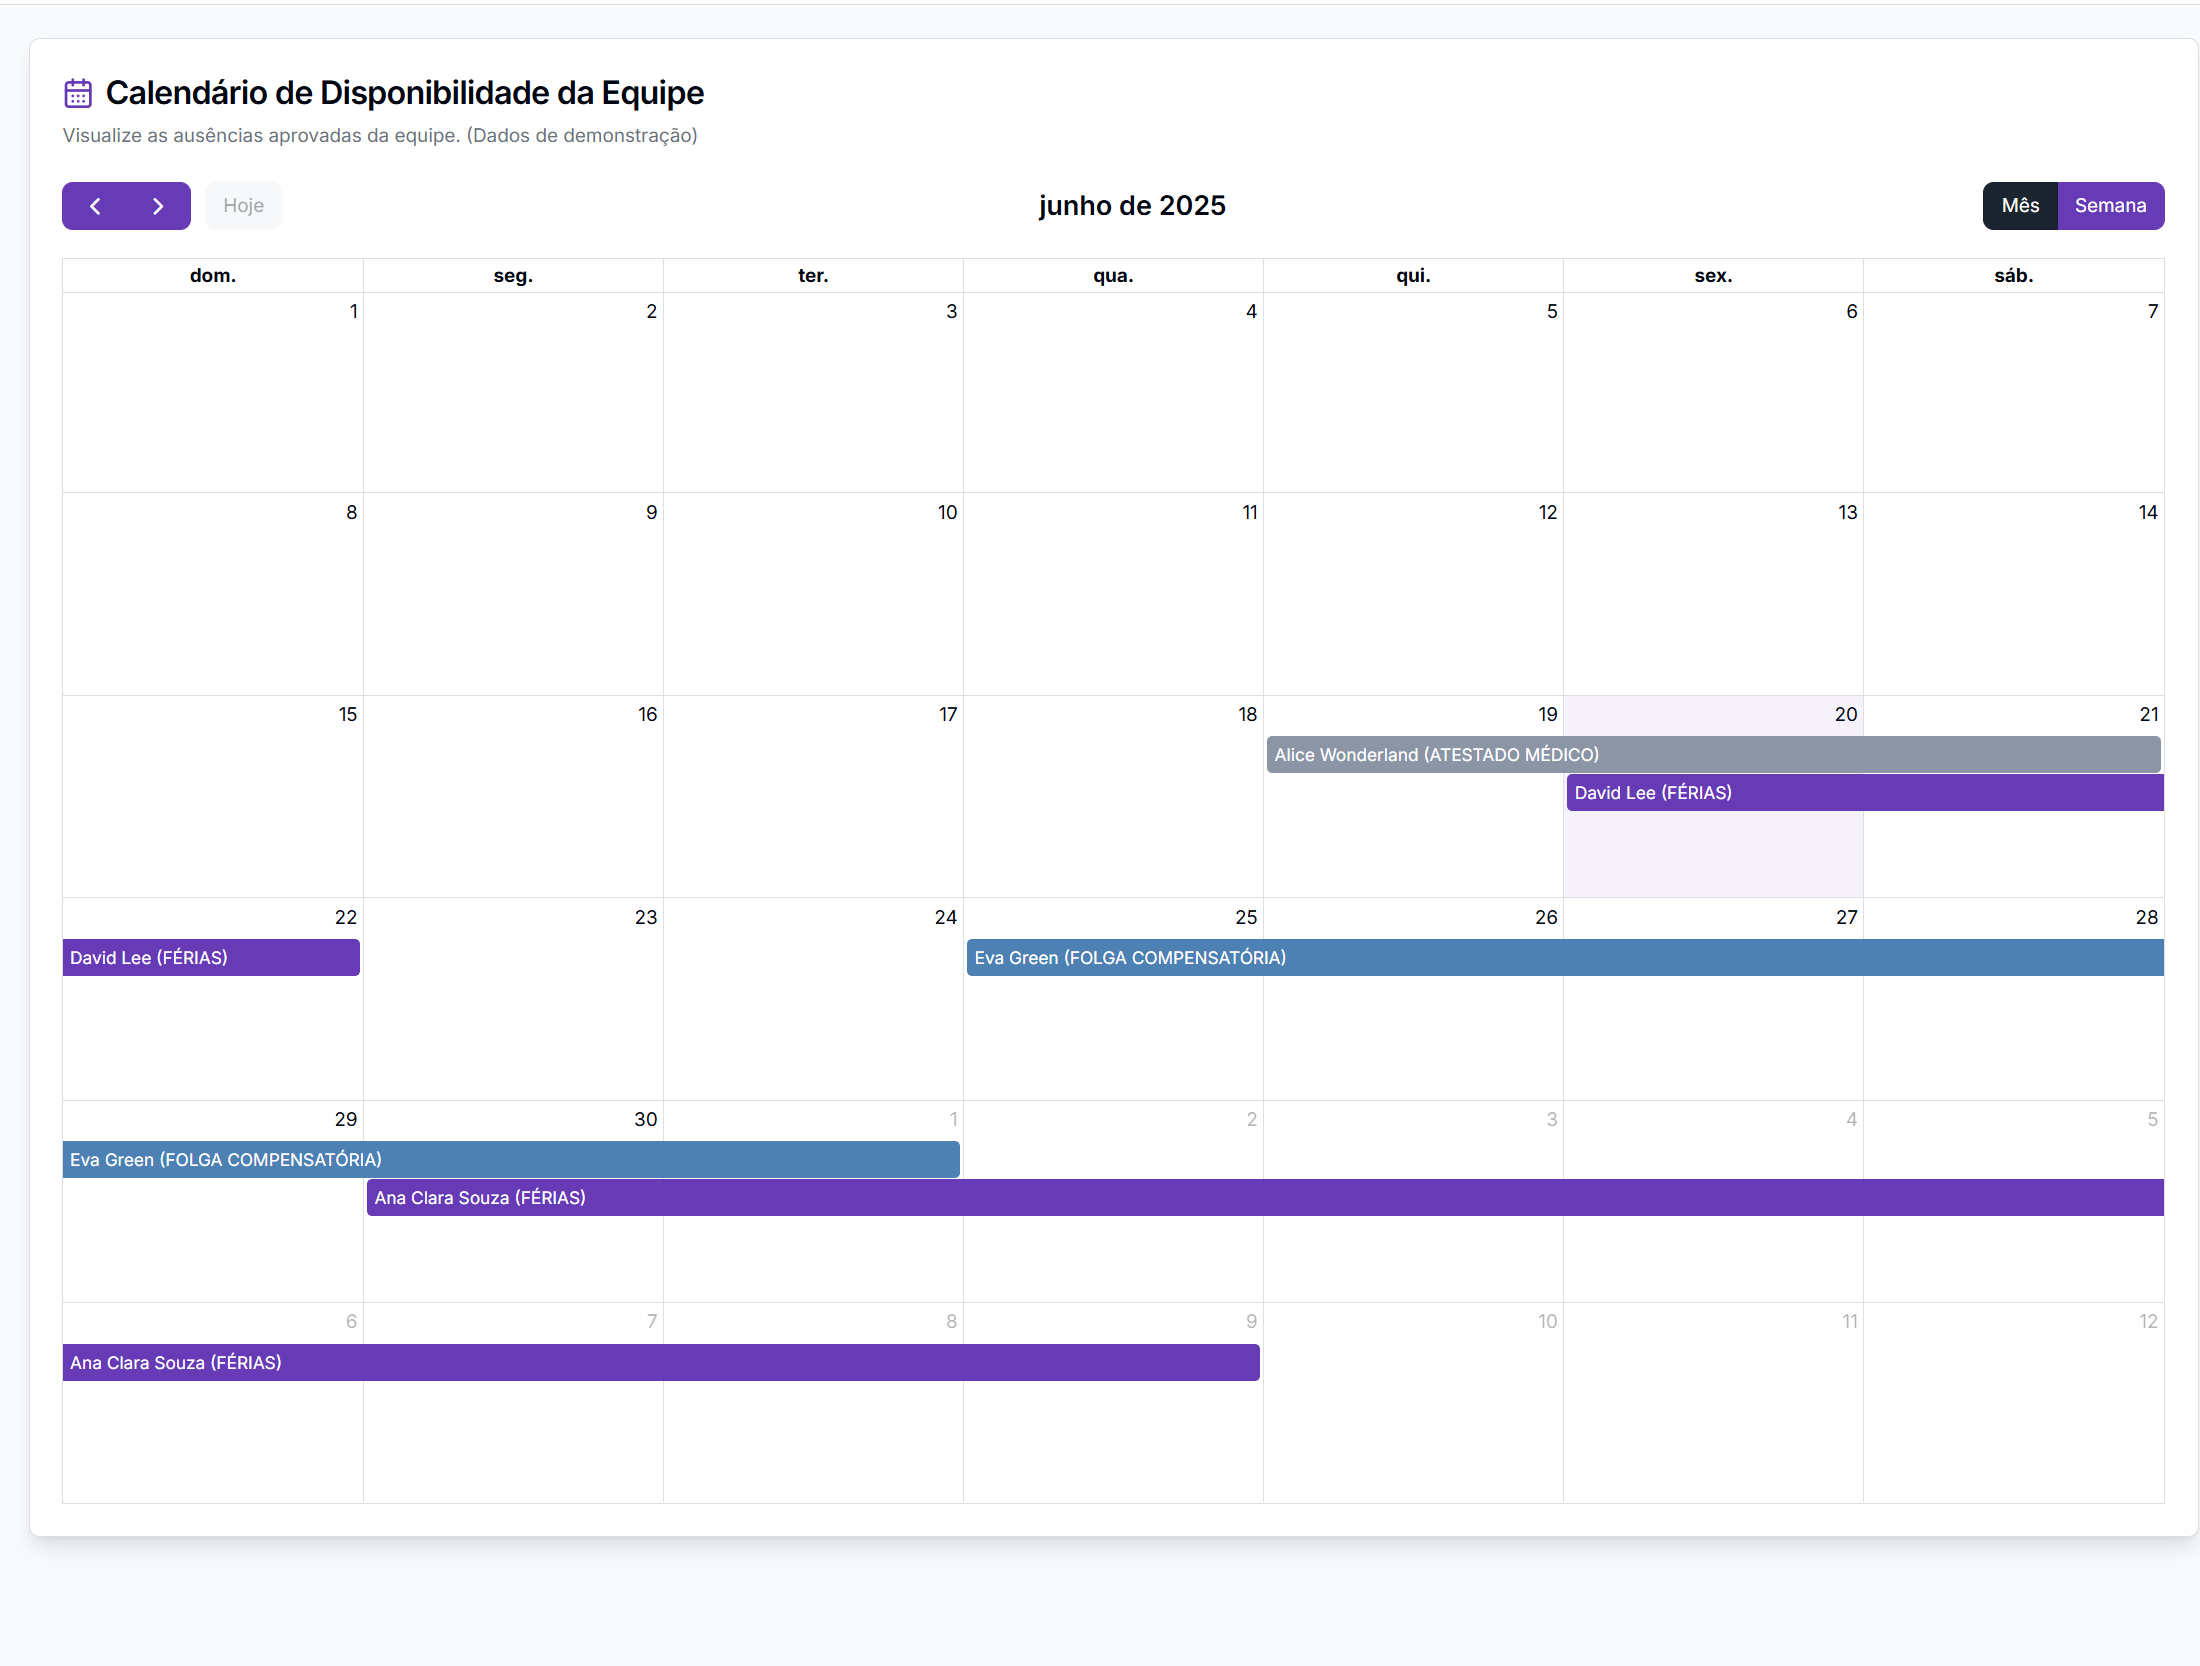 Calendário de Disponibilidade da Equipe
Visualize as ausências aprovadas da equipe. (Dados de demonstração)
Hoje
junho de 2025
Mês Semana
dom. seg. ter. qua. qui. sex. sáb.
1 2 3 4 5 6 7
8 9 10 11 12 13 14
15 16 17 18 19 20 21
Alice Wonderland (ATESTADO MÉDICO)
David Lee (FÉRIAS)
22 23 24 25 26 27 28
David Lee (FÉRIAS) Eva Green (FOLGA COMPENSATÓRIA)
29 30 1 2 3 4 5
Eva Green (FOLGA COMPENSATÓRIA)
Ana Clara Souza (FÉRIAS)
6 7 8 9 10 11 12
Ana Clara Souza (FÉRIAS)